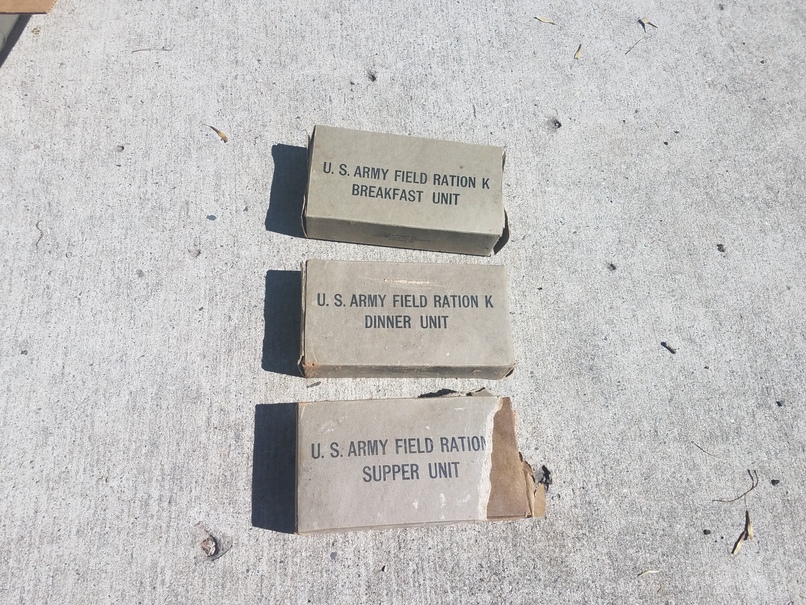 U. S. ARMY FIELD RATION K
BREAKFAST UNIT
U. S. ARMY FIELD RATION K
DINNER UNIT
U. S. ARMY FIELD RATION
SUPPER UNIT